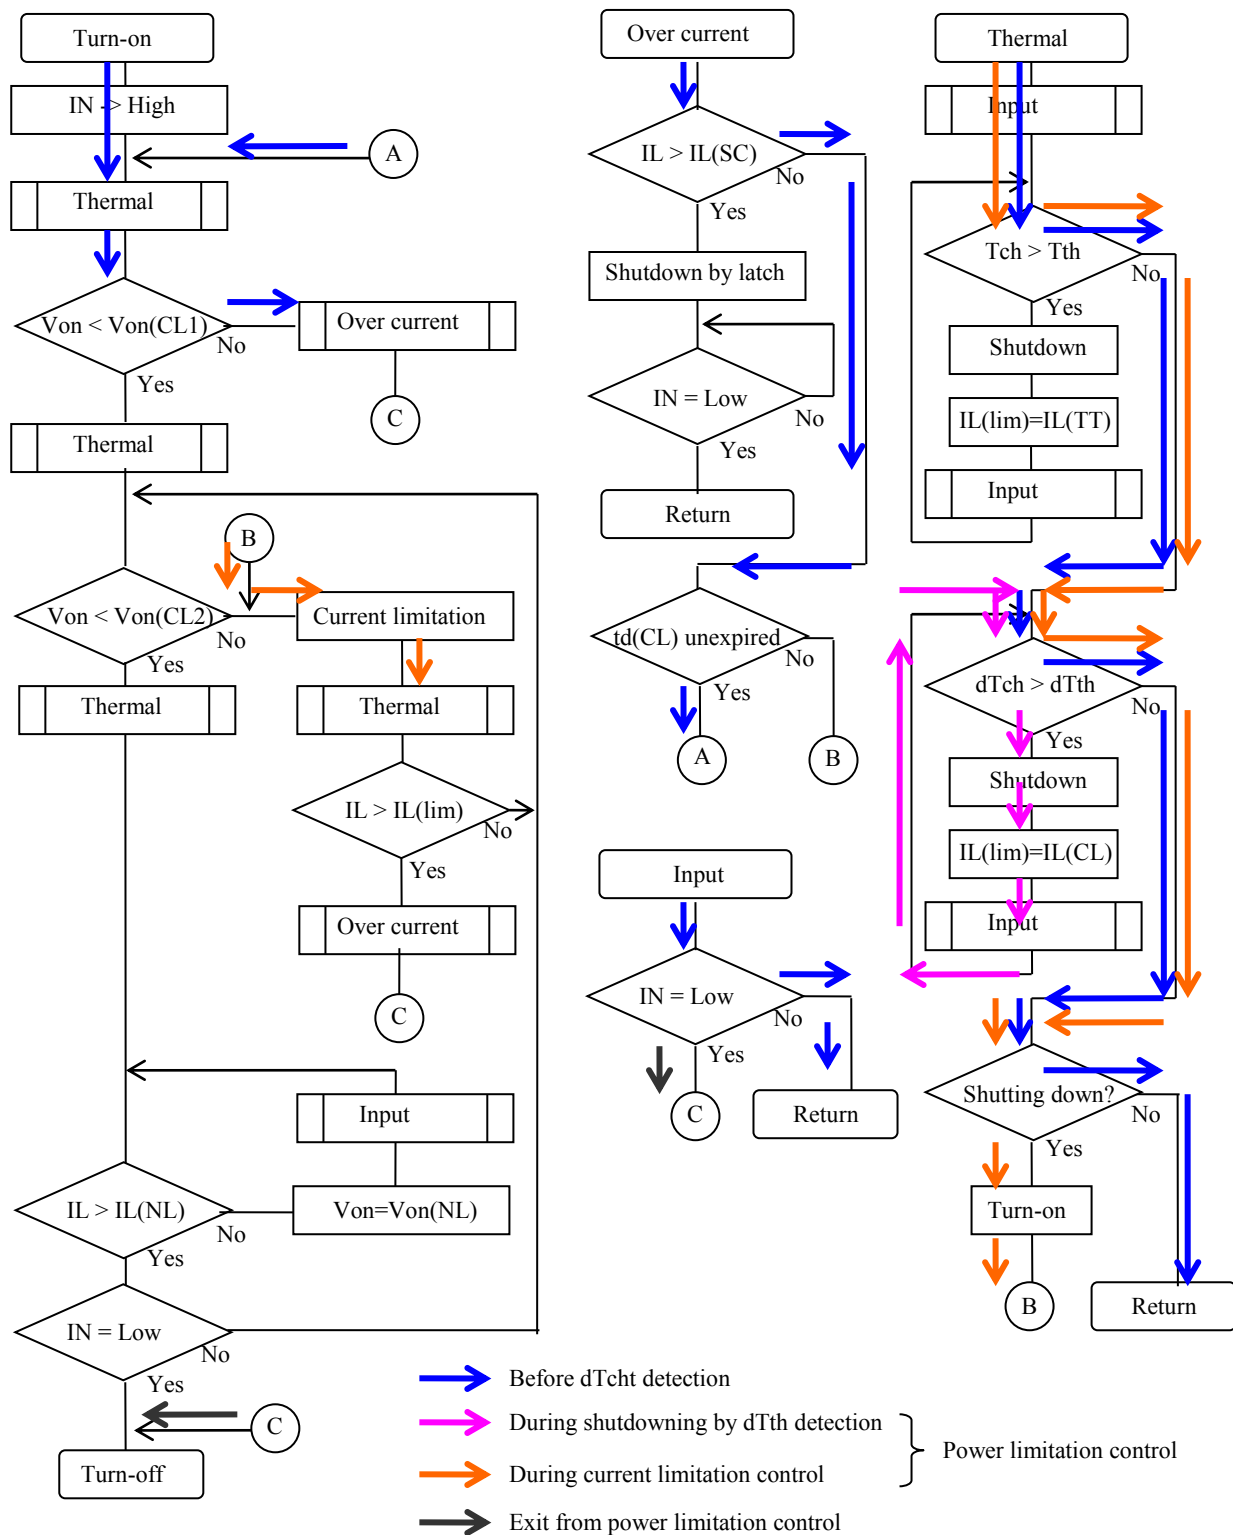 Turn-on
IN -> High
A
Thermal
Von < Von(CL1)
No
Yes
Over current
C
Thermal
B
Von < Von(CL2)
No
Yes
Current limitation
Thermal
Thermal
IL > IL(lim)
No
Yes
Over current
C
Input
Von=Von(NL)
IL > IL(NL)
No
Yes
IN = Low
No
Yes
C
Turn-off
Over current
IL > IL(SC)
No
Yes
Shutdown by latch
IN = Low
No
Yes
Return
td(CL) unexpired
No
Yes
A
B
Input
IN = Low
No
Yes
C
Return
Thermal
Input
Tch > Tth
No
Yes
Shutdown
IL(lim)=IL(TT)
Input
dTch > dTth
No
Yes
Shutdown
IL(lim)=IL(CL)
Input
Shutting down?
No
Yes
Turn-on
B
Return
Before dTcht detection
During shutdowning by dTth detection
Power limitation control
During current limitation control
Exit from power limitation control